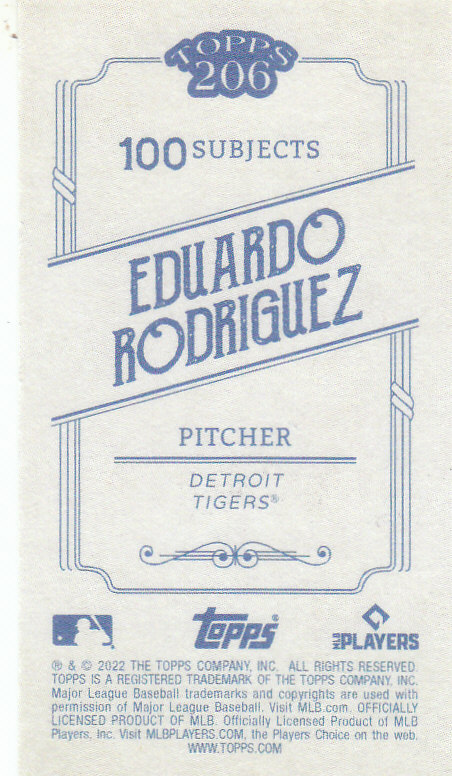 TOPPS
206
100 SUBJECTS
EDUARDO
RODRIGUEZ
PITCHER
DETROIT
TIGERS®
topps®
MLB PLAYERS
® & © 2022 THE TOPPS COMPANY, INC. ALL RIGHTS RESERVED.
TOPPS IS A REGISTERED TRADEMARK OF THE TOPPS COMPANY, INC.
Major League Baseball trademarks and copyrights are used with
permission of Major League Baseball. Visit MLB.com. OFFICIALLY
LICENSED PRODUCT OF MLB. Officially Licensed Product of MLB
Players, Inc. Visit MLBPLAYERS.COM, the Players Choice on the web.
WWW.TOPPS.COM